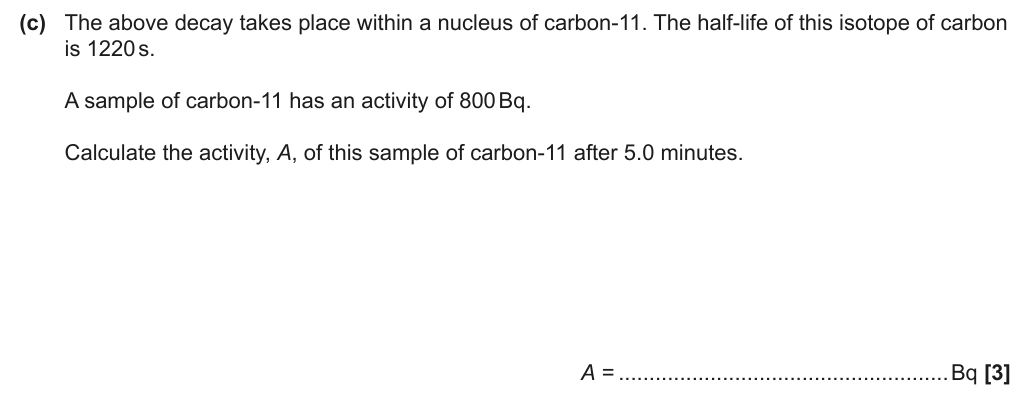 (c) The above decay takes place within a nucleus of carbon-11. The half-life of this isotope of carbon
is 1220 s.
A sample of carbon-11 has an activity of 800 Bq.
Calculate the activity, A, of this sample of carbon-11 after 5.0 minutes.
A = ...................................................... Bq [3]